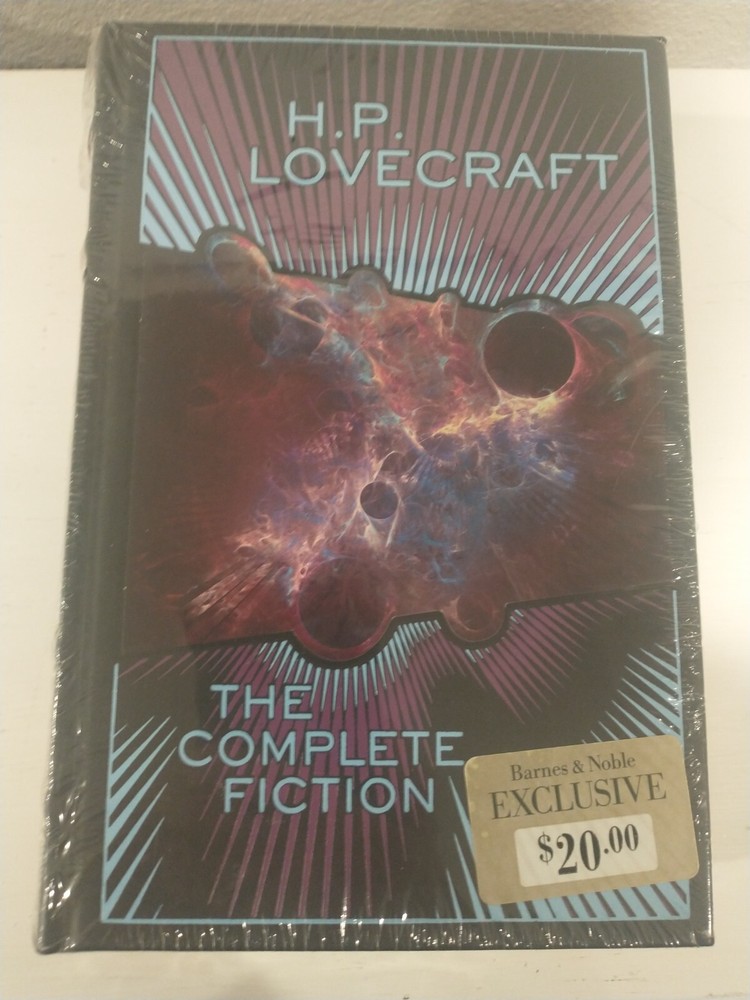 H.P.
LOVECRAFT
THE
COMPLETE
FICTION
Barnes & Noble
EXCLUSIVE
$20.00